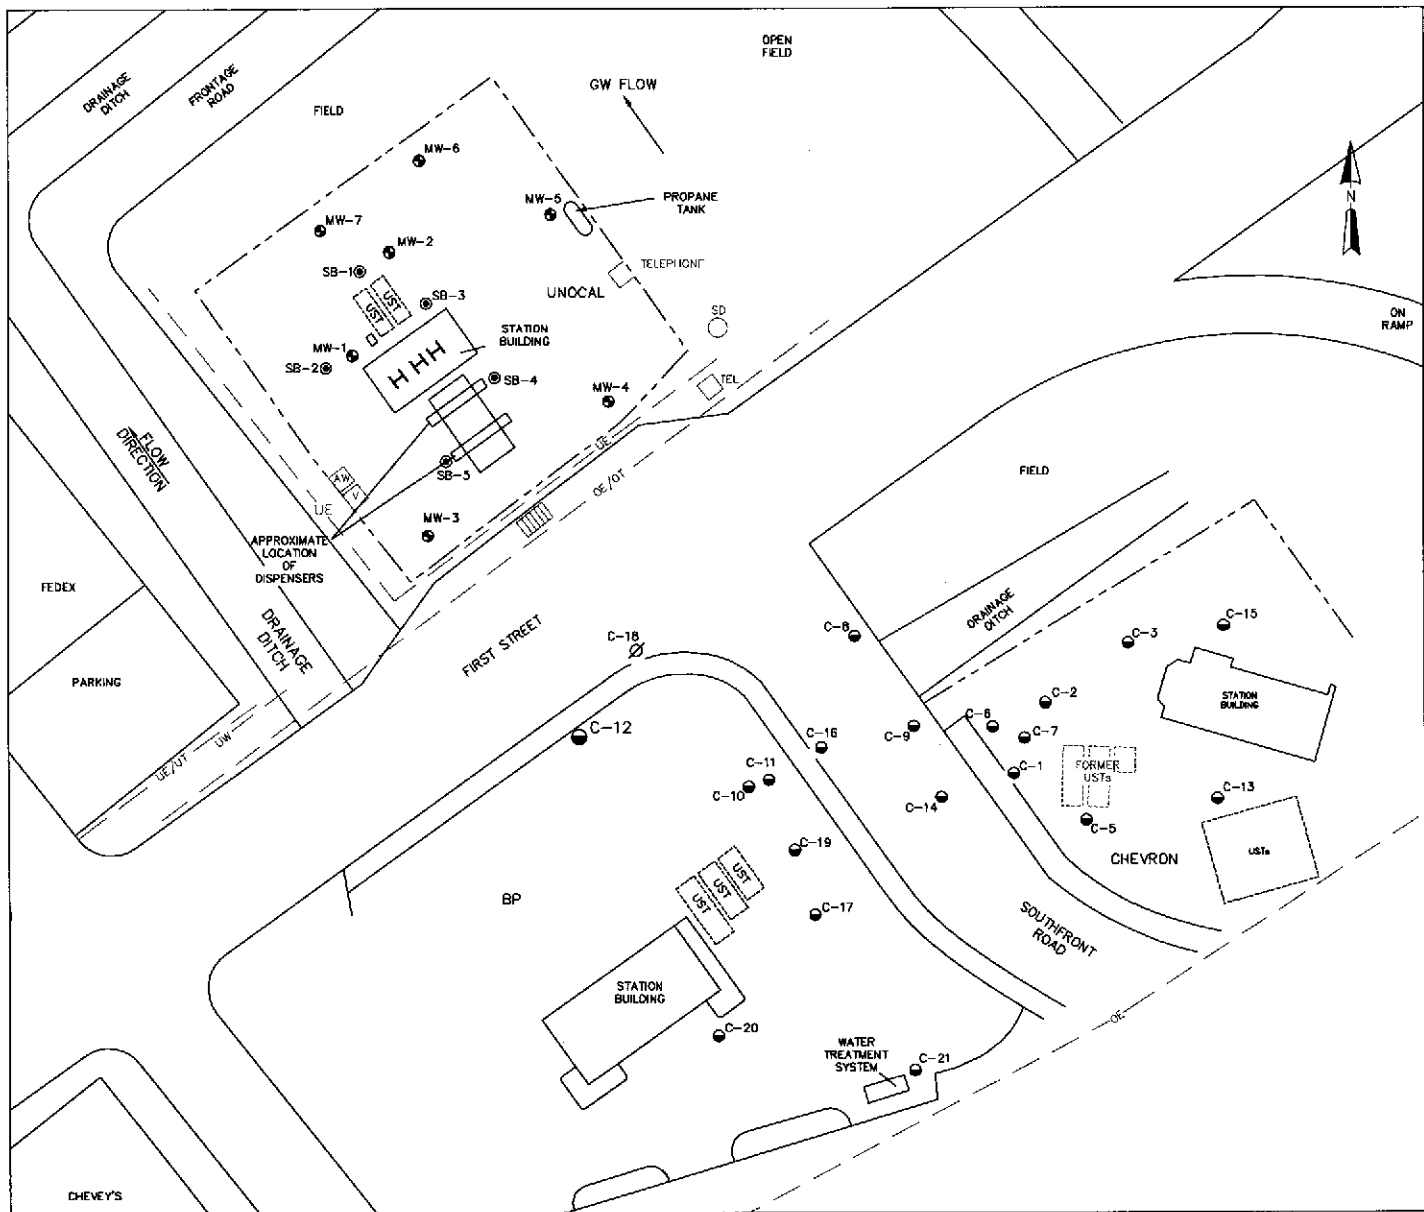 OPEN
FIELD
DRAINAGE
DITCH
FRONTAGE
ROAD
FIELD
GW FLOW
MW-6
MW-5
PROPANE
TANK
N
MW-7
MW-2
SB-1
TELEPHONE
UST
UST
SB-3
UNOCAL
SD
STATION
BUILDING
ON
RAMP
MW-1
SB-2
SB-4
TEL
MW-4
FLOW
DIRECTION
UE
SB-5
AW
V
OE/OT
FIELD
UE
MW-3
APPROXIMATE
LOCATION
OF
DISPENSERS
FEDEX
DRAINAGE
DITCH
FIRST STREET
C-18
C-8
DRAINAGE
DITCH
C-3
C-15
PARKING
C-2
STATION
BUILDING
C-6
C-9
C-7
C-12
C-16
UW
UE/UT
C-11
C-10
C-1
FORMER
USTs
C-14
C-13
C-5
C-19
CHEVRON
USTs
UST
UST
UST
BP
C-17
SOUTHFRONT
ROAD
STATION
BUILDING
OE
C-20
WATER
TREATMENT
SYSTEM
C-21
CHEVEY'S